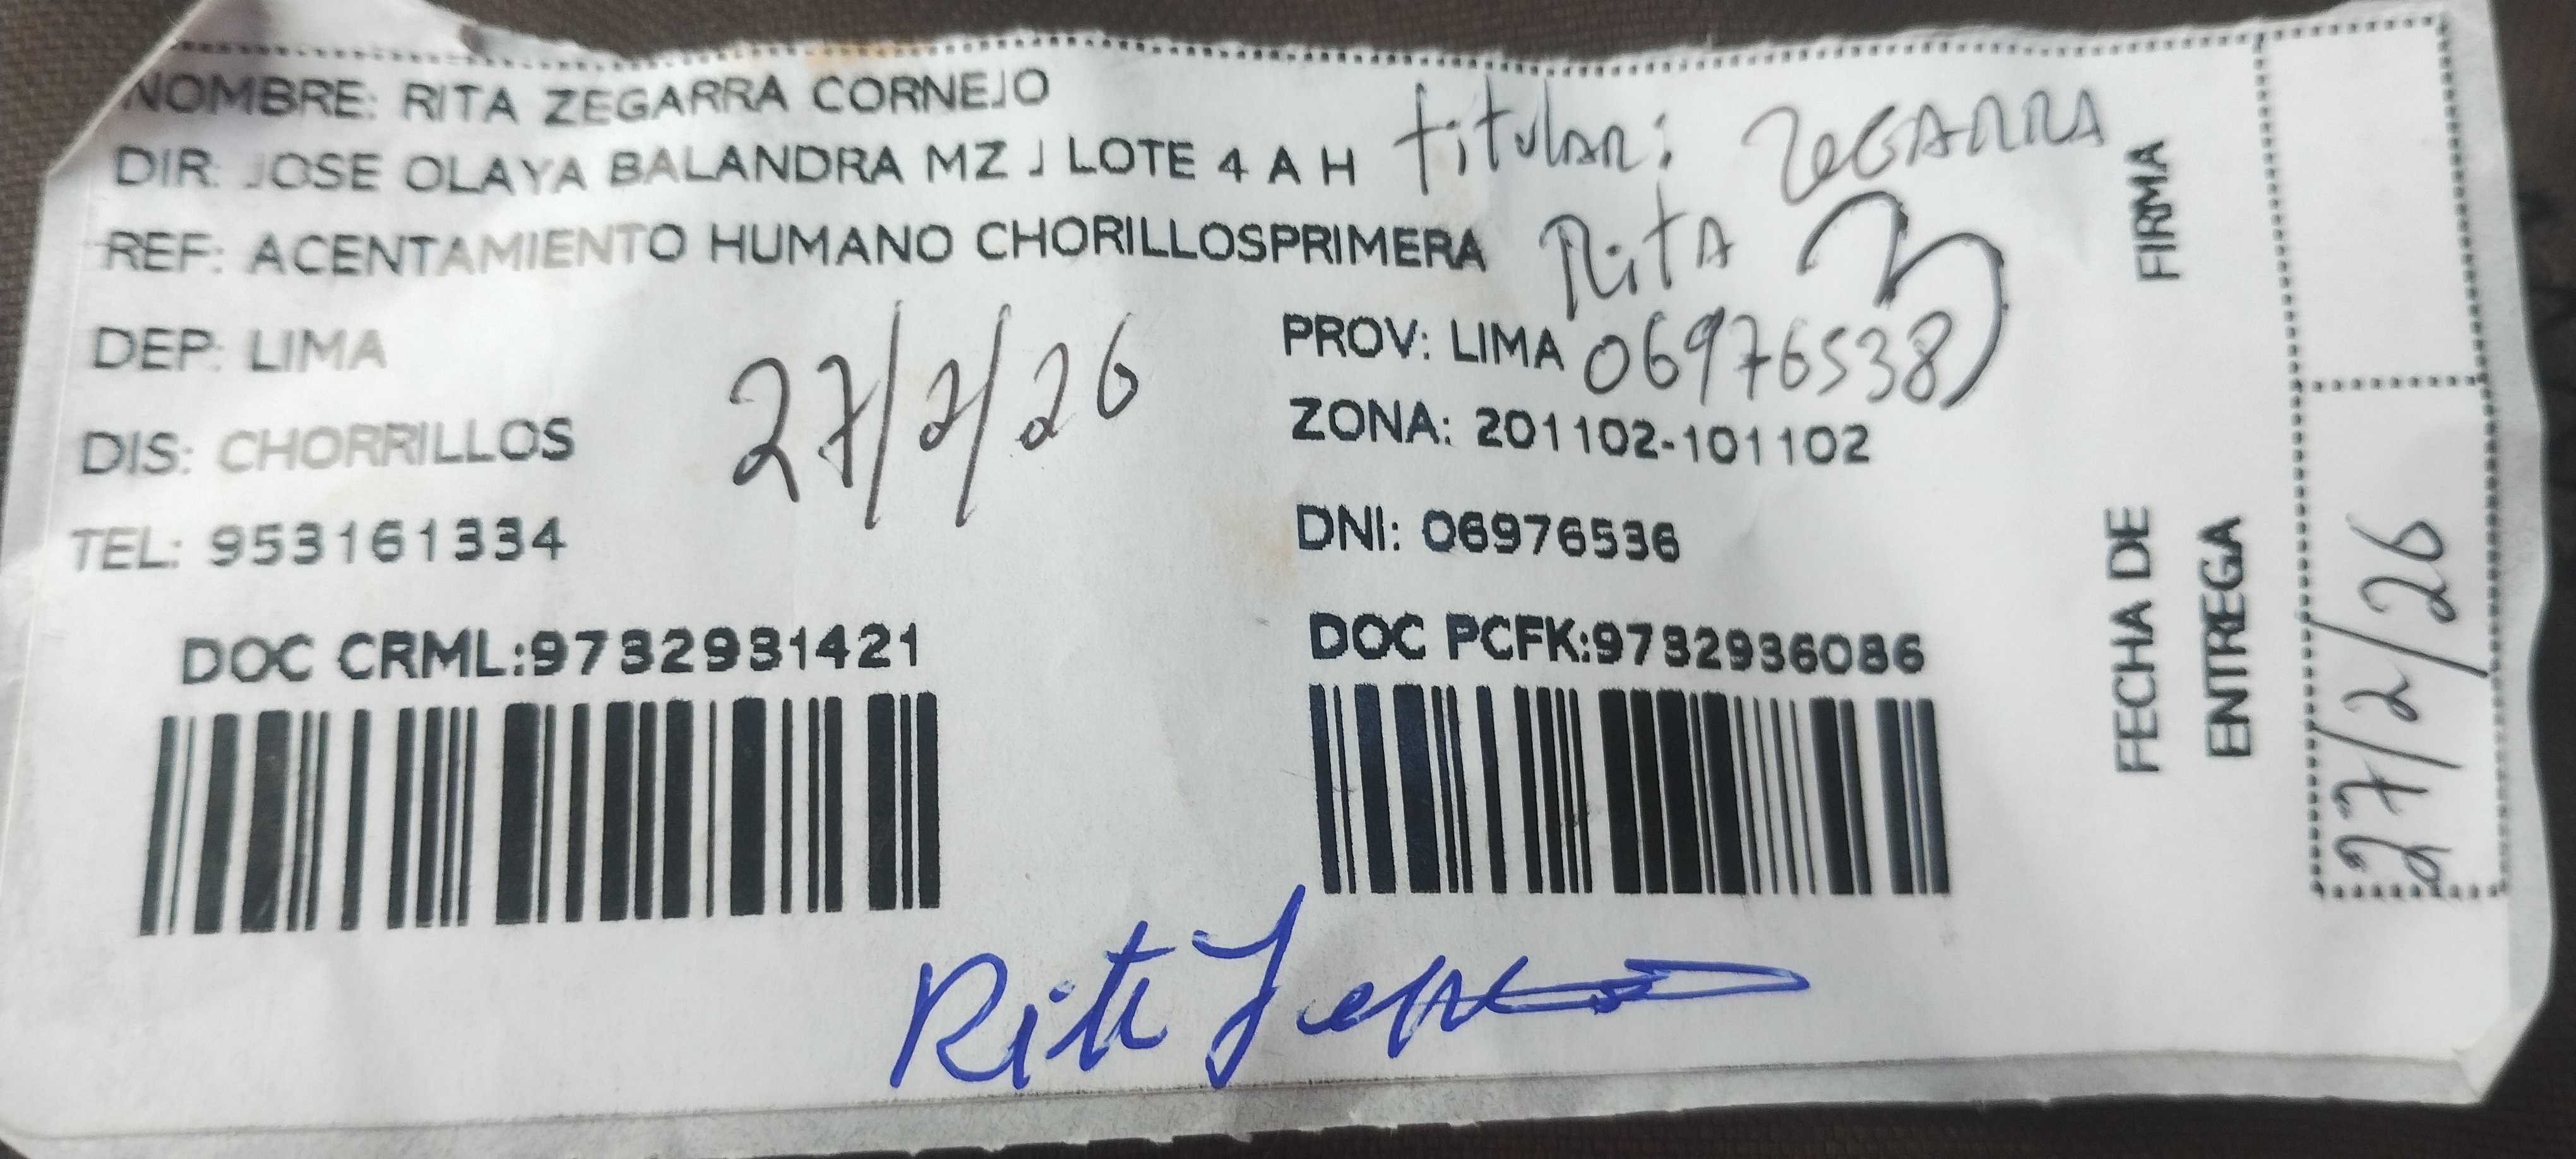 NOMBRE: RITA ZEGARRA CORNEJO
DIR: JOSE OLAYA BALANDRA MZ J LOTE 4 A H
titular: ZEGARRA
REF: ACENTAMIENTO HUMANO CHORILLOSPRIMERA
Rita
DEP: LIMA
27/2/26
PROV: LIMA
06976538
DIS: CHORRILLOS
ZONA: 201102-101102
TEL: 953161334
DNI: 06976536
DOC CRML:9732931421
DOC PCFK:9732936086
Rita
FIRMA
FECHA DE
ENTREGA
27/2/26